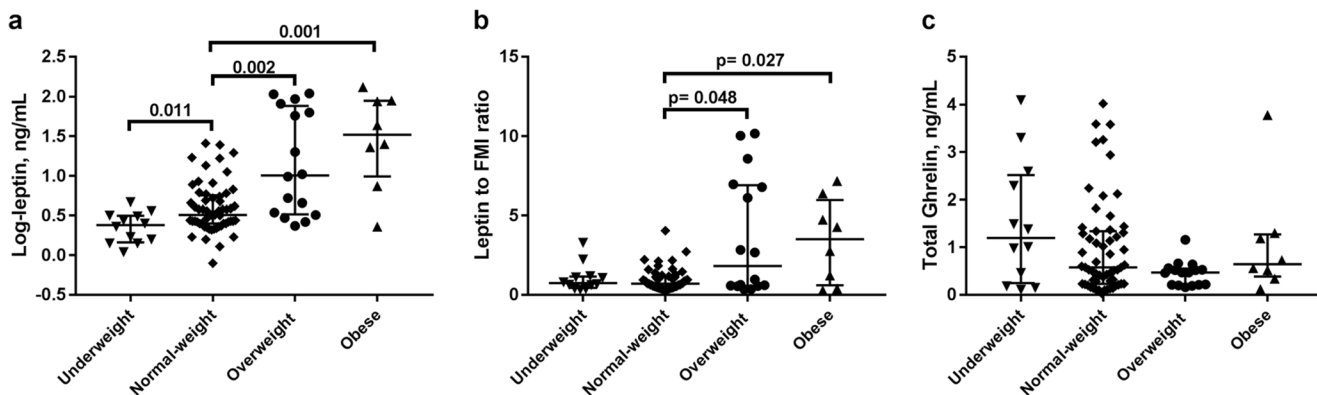 a
Log-leptin, ng/mL
2.5
2.0
1.5
1.0
0.5
0.0
-0.5
0.011
0.002
0.001
Underweight
Normal-weight
Overweight
Obese
b
Leptin to FMI ratio
15
10
5
0
p= 0.048
p= 0.027
Underweight
Normal-weight
Overweight
Obese
c
Total Ghrelin, ng/mL
5
4
3
2
1
0
Underweight
Normal-weight
Overweight
Obese